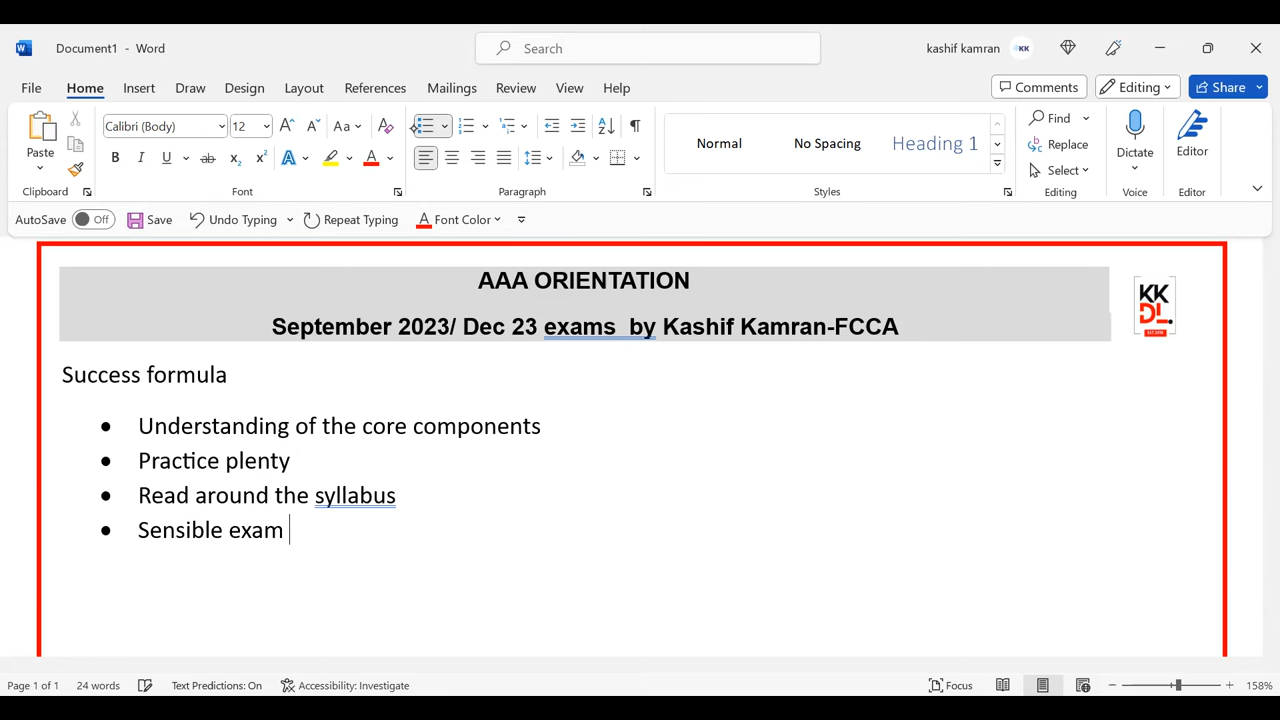 Document1 - Word
Search
kashif kamran
KK
File Home Insert Draw Design Layout References Mailings Review View Help
Comments Editing Share
Paste
Calibri (Body) 12 Aa
B I U ab x₂ x² A A
Find
Replace
Select
Normal No Spacing Heading 1
Dictate
Editor
Clipboard Font Paragraph Styles Editing Voice Editor
AutoSave Off Save Undo Typing Repeat Typing A Font Color
AAA ORIENTATION
September 2023/ Dec 23 exams by Kashif Kamran-FCCA
KK
DL.
Success formula
• Understanding of the core components
• Practice plenty
• Read around the syllabus
• Sensible exam
Page 1 of 1 24 words Text Predictions: On Accessibility: Investigate Focus 158%